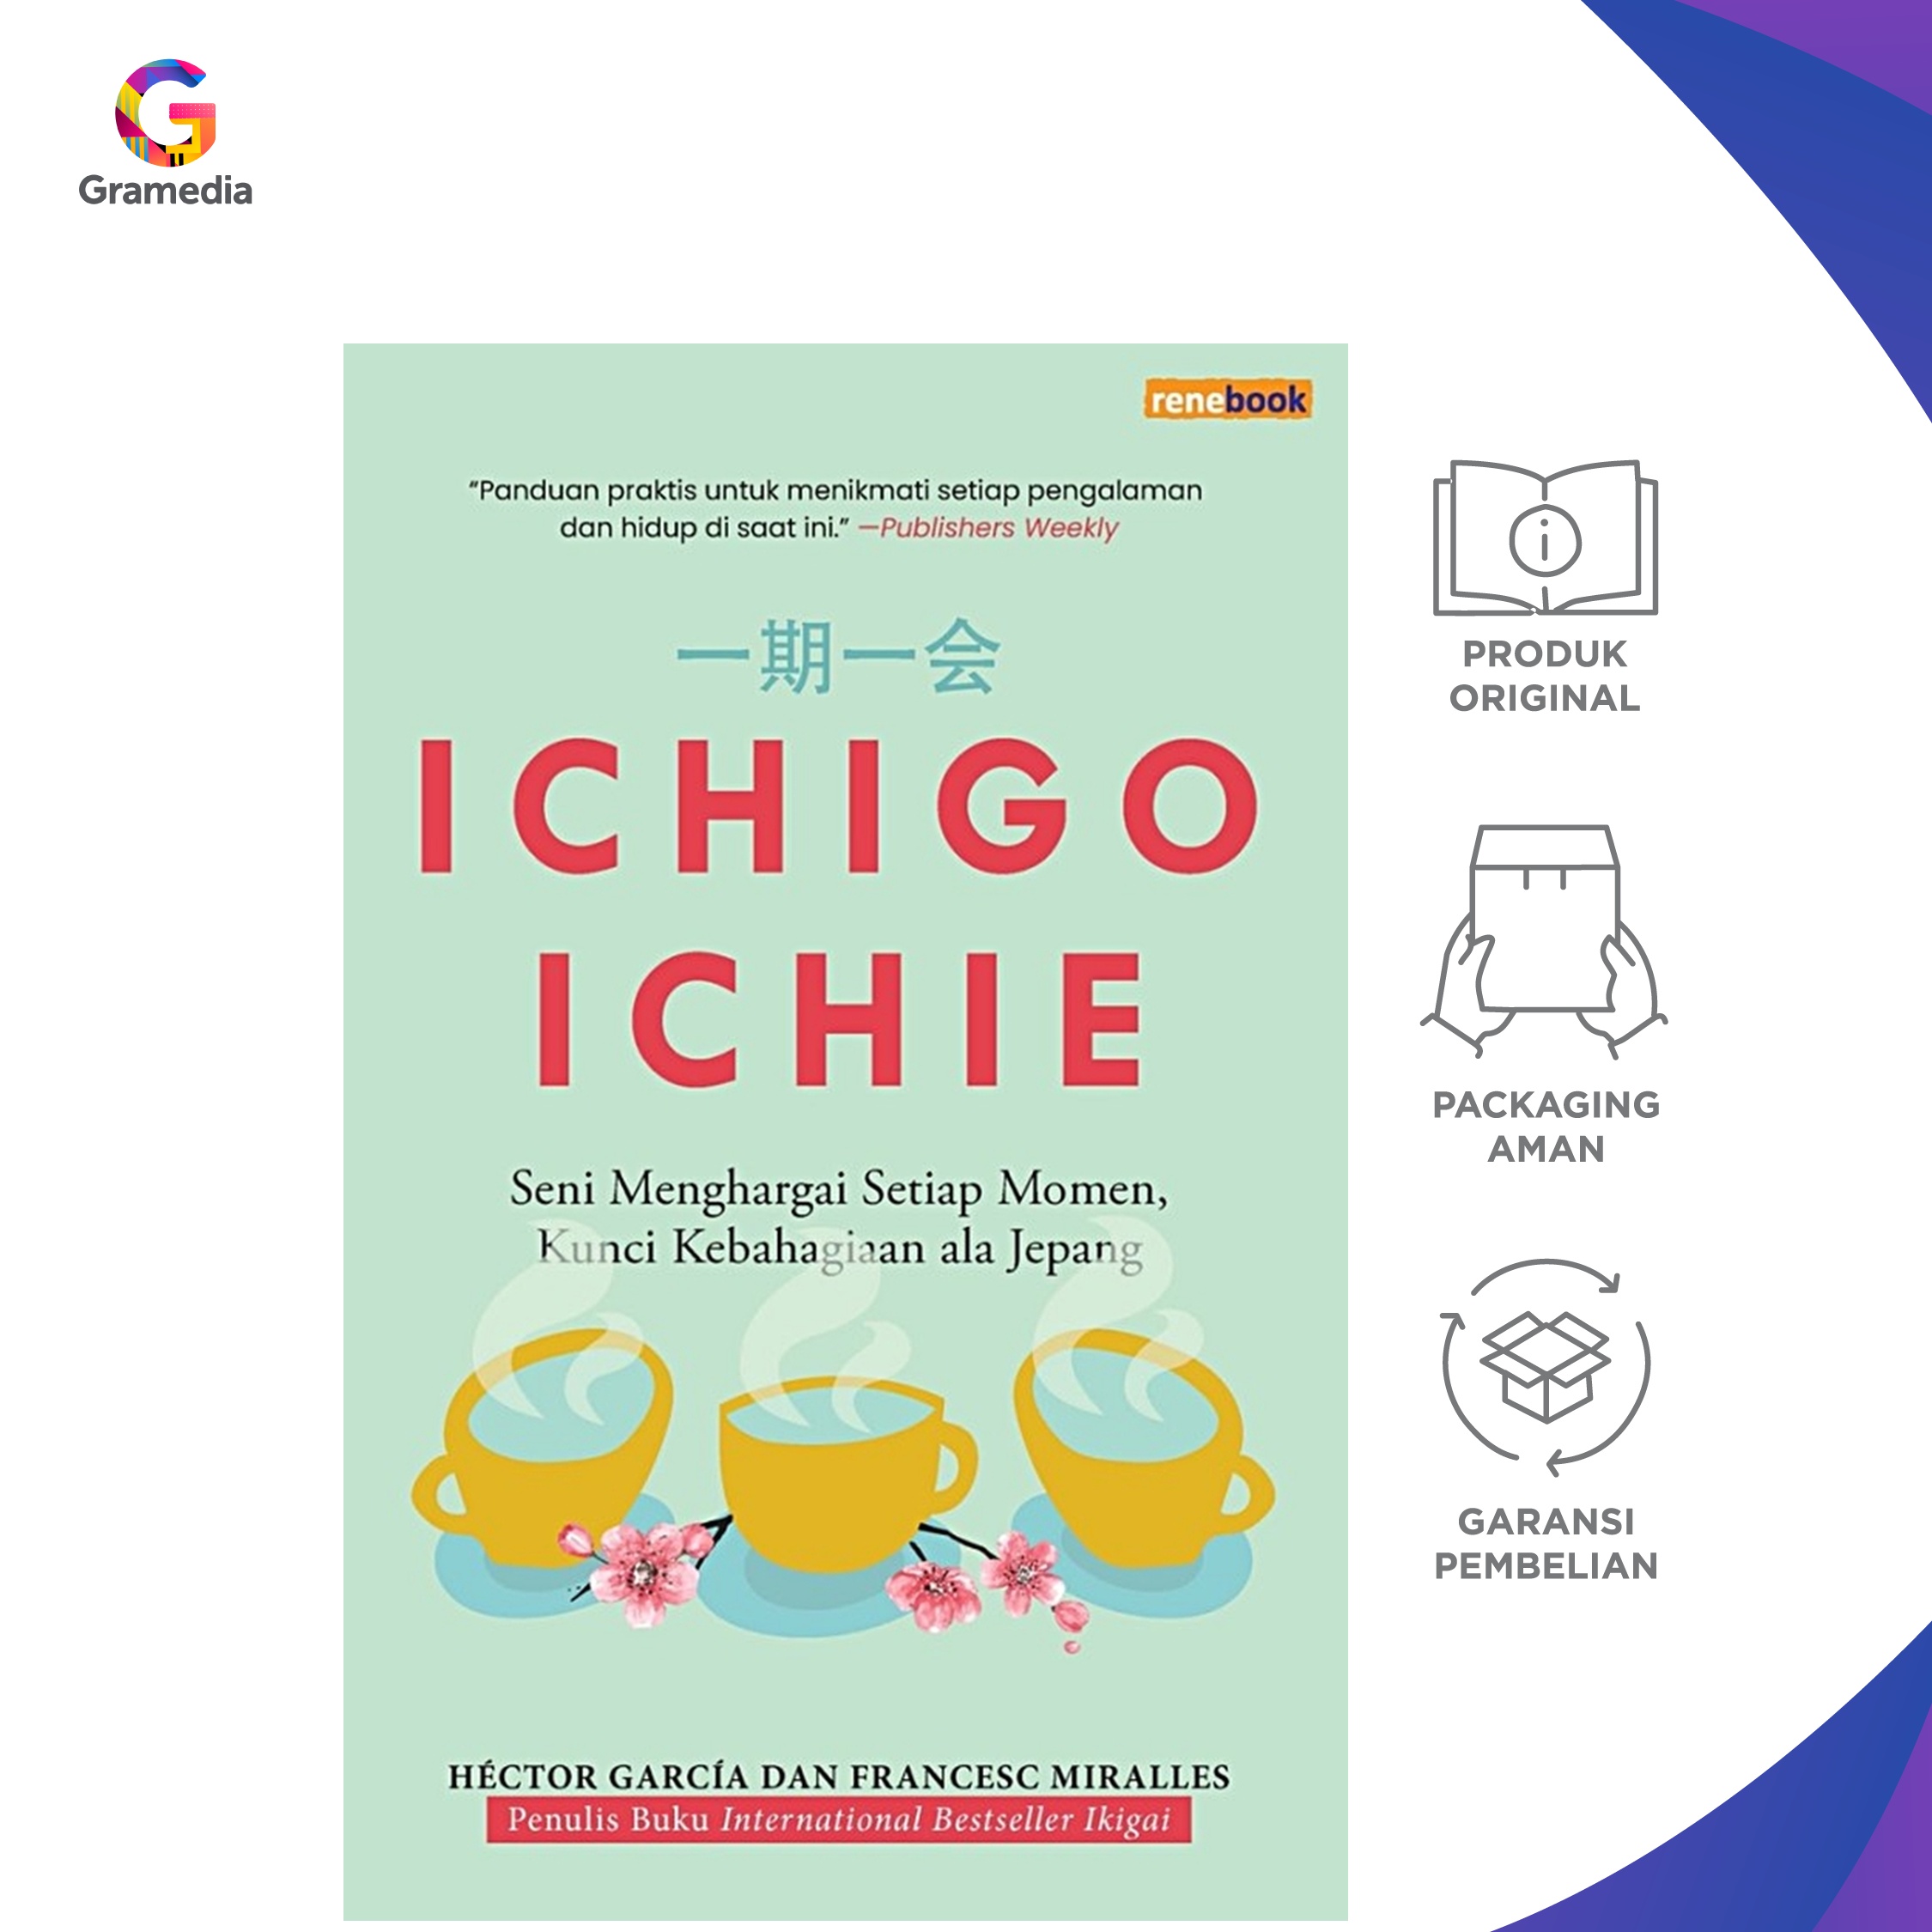 Gramedia
renebook
“Panduan praktis untuk menikmati setiap pengalaman
dan hidup di saat ini.” —Publishers Weekly
一期一会
ICHIGO
ICHIE
Seni Menghargai Setiap Momen,
Kunci Kebahagiaan ala Jepang
HÉCTOR GARCÍA DAN FRANCESC MIRALLES
Penulis Buku International Bestseller Ikigai
PRODUK
ORIGINAL
PACKAGING
AMAN
GARANSI
PEMBELIAN